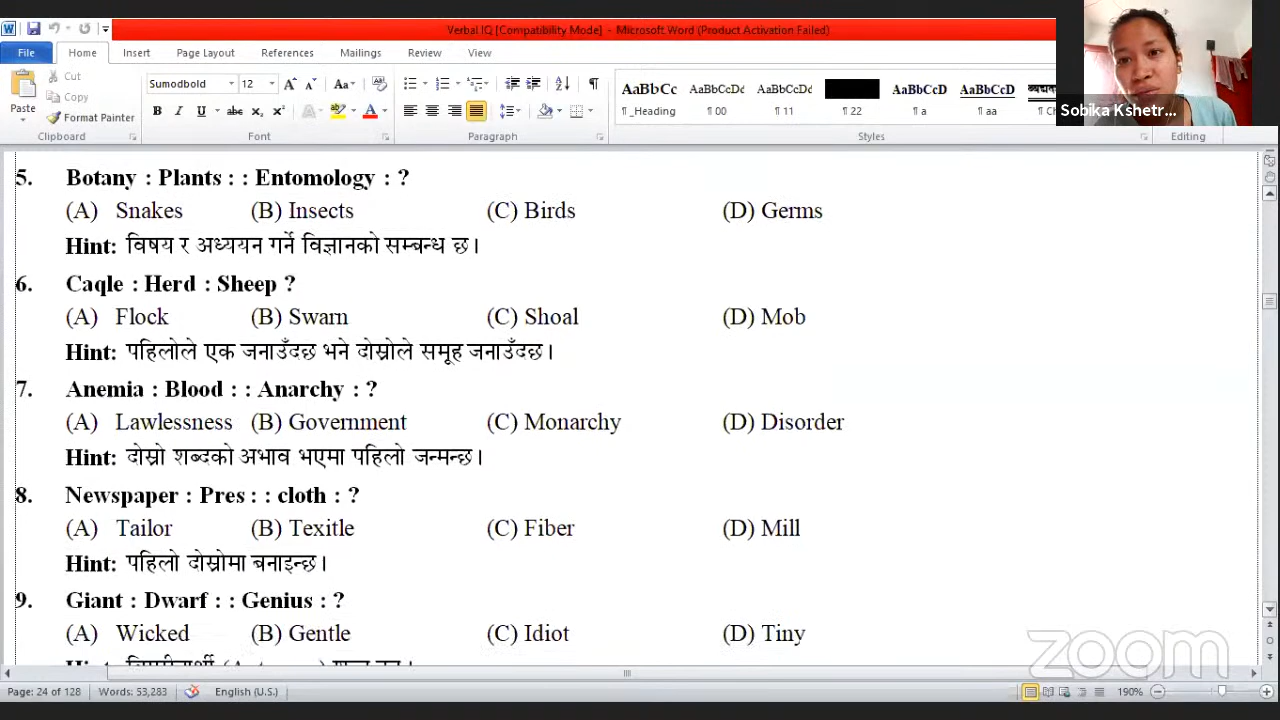 Verbal IQ [Compatibility Mode] - Microsoft Word (Product Activation Failed)
File Home Insert Page Layout References Mailings Review View
Cut
Copy
Paste Format Painter
Sumodbold 12
AaBbCc AaBbCcDc AaBbCcDc AaBbCcD AaBbCcD
¶ _Heading ¶ 00 ¶ 11 ¶ 22 ¶ a ¶ aa
Clipboard Font Paragraph Styles Editing
Sobika Kshetr...
5. Botany : Plants : : Entomology : ?
(A) Snakes (B) Insects (C) Birds (D) Germs
Hint: विषय र अध्ययन गर्ने विज्ञानको सम्बन्ध छ।
6. Caqle : Herd : Sheep ?
(A) Flock (B) Swarn (C) Shoal (D) Mob
Hint: पहिलोले एक जनाउँदछ भने दोस्रोले समूह जनाउँदछ।
7. Anemia : Blood : : Anarchy : ?
(A) Lawlessness (B) Government (C) Monarchy (D) Disorder
Hint: दोस्रो शब्दको अभाव भएमा पहिलो जन्मन्छ।
8. Newspaper : Pres : : cloth : ?
(A) Tailor (B) Texitle (C) Fiber (D) Mill
Hint: पहिलो दोस्रोमा बनाइन्छ।
9. Giant : Dwarf : : Genius : ?
(A) Wicked (B) Gentle (C) Idiot (D) Tiny
zoom
Page: 24 of 128 Words: 53,283 English (U.S.) 190%